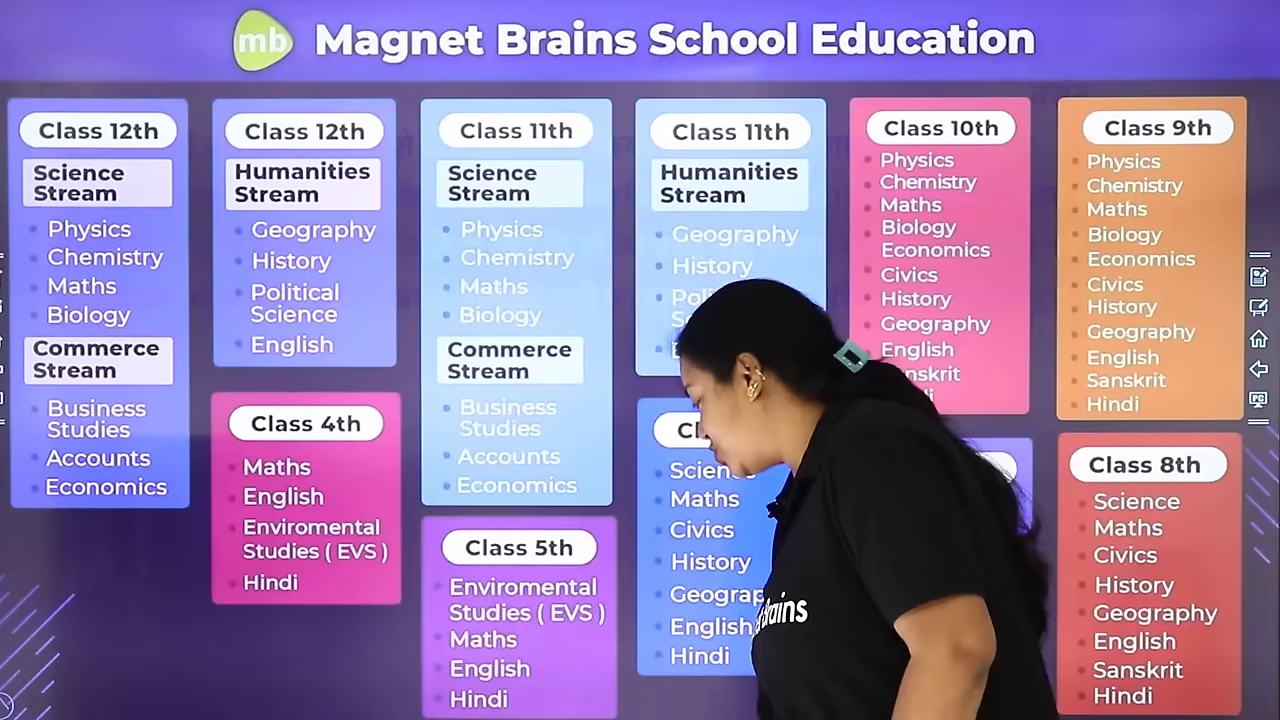 mb Magnet Brains School Education
Class 12th
Science
Stream
Physics
Chemistry
Maths
Biology
Commerce
Stream
Business
Studies
Accounts
Economics
Class 12th
Humanities
Stream
Geography
History
Political
Science
English
Class 4th
Maths
English
Enviromental
Studies ( EVS )
Hindi
Class 11th
Science
Stream
Physics
Chemistry
Maths
Biology
Commerce
Stream
Business
Studies
Accounts
Economics
Class 5th
Enviromental
Studies ( EVS )
Maths
English
Hindi
Class 11th
Humanities
Stream
Geography
History
Science
Maths
Civics
History
English
Hindi
Class 10th
Physics
Chemistry
Maths
Biology
Economics
Civics
History
Geography
English
Class 9th
Physics
Chemistry
Maths
Biology
Economics
Civics
History
Geography
English
Sanskrit
Hindi
Class 8th
Science
Maths
Civics
History
Geography
English
Sanskrit
Hindi
Brains